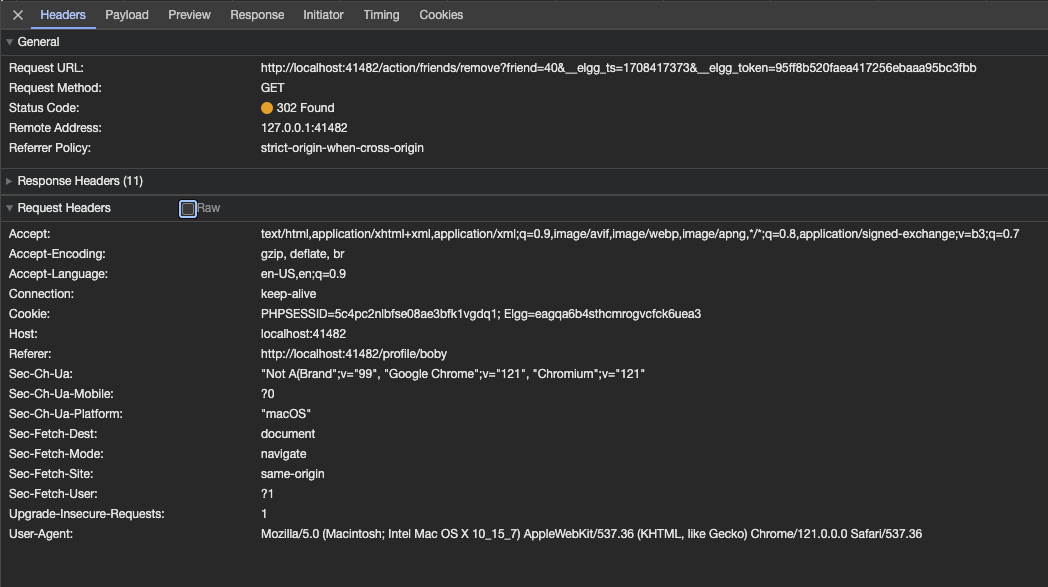 Headers Payload Preview Response Initiator Timing Cookies
General
Request URL: http://localhost:41482/action/friends/remove?friend=40&__elgg_ts=1708417373&__elgg_token=95ff8b520faea417256ebaaa95bc3fbb
Request Method: GET
Status Code: 302 Found
Remote Address: 127.0.0.1:41482
Referrer Policy: strict-origin-when-cross-origin
Response Headers (11)
Request Headers Raw
Accept: text/html,application/xhtml+xml,application/xml;q=0.9,image/avif,image/webp,image/apng,*/*;q=0.8,application/signed-exchange;v=b3;q=0.7
Accept-Encoding: gzip, deflate, br
Accept-Language: en-US,en;q=0.9
Connection: keep-alive
Cookie: PHPSESSID=5c4pc2nlbfse08ae3bfk1vgdq1; Elgg=eagqa6b4sthcmrogvcfck6uea3
Host: localhost:41482
Referer: http://localhost:41482/profile/boby
Sec-Ch-Ua: "Not A(Brand";v="99", "Google Chrome";v="121", "Chromium";v="121"
Sec-Ch-Ua-Mobile: ?0
Sec-Ch-Ua-Platform: "macOS"
Sec-Fetch-Dest: document
Sec-Fetch-Mode: navigate
Sec-Fetch-Site: same-origin
Sec-Fetch-User: ?1
Upgrade-Insecure-Requests: 1
User-Agent: Mozilla/5.0 (Macintosh; Intel Mac OS X 10_15_7) AppleWebKit/537.36 (KHTML, like Gecko) Chrome/121.0.0.0 Safari/537.36